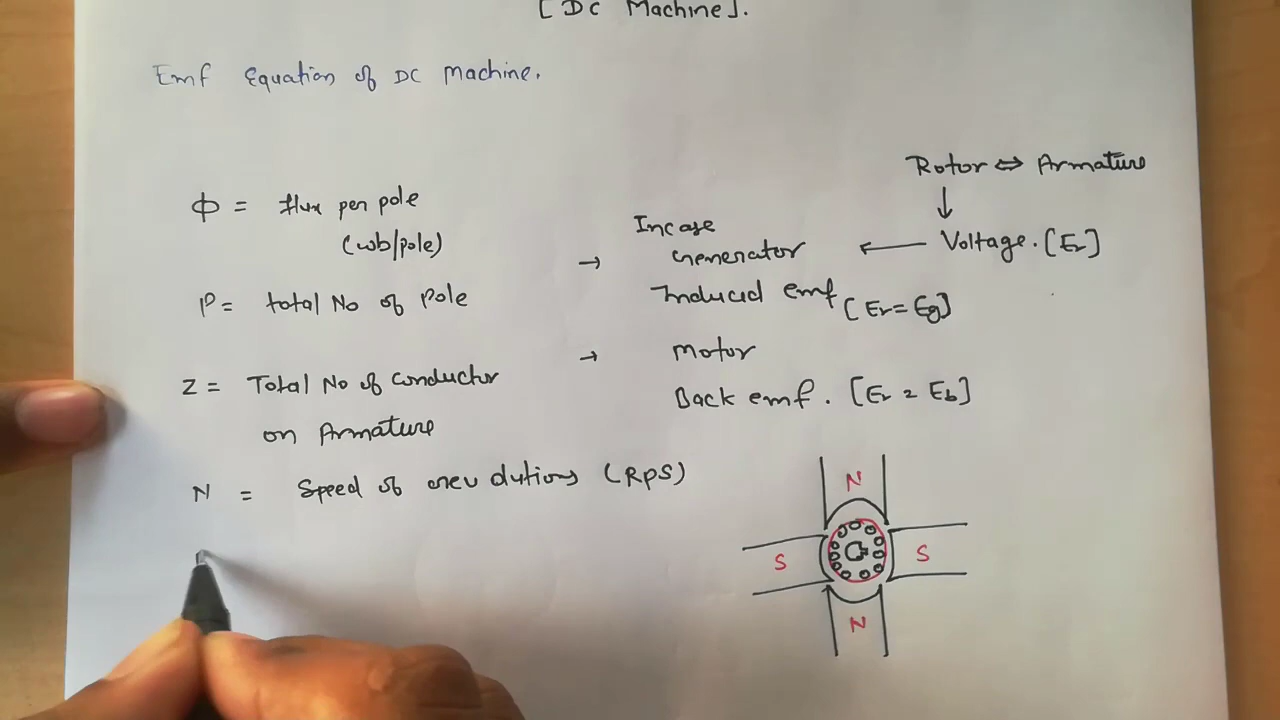 [DC Machine].
Emf Equation of DC Machine.
Φ = flux per pole
(wb/pole)
P = total No of pole
Z = Total No of conductor
on Armature
N = Speed of (RPS)
Rotor ⇔ Armature
↓
← Voltage. [Er]
→ Incase
Generator
Induced emf [Er = Eg]
→ Motor
Back emf. [Er = Eb]
N
S S
N